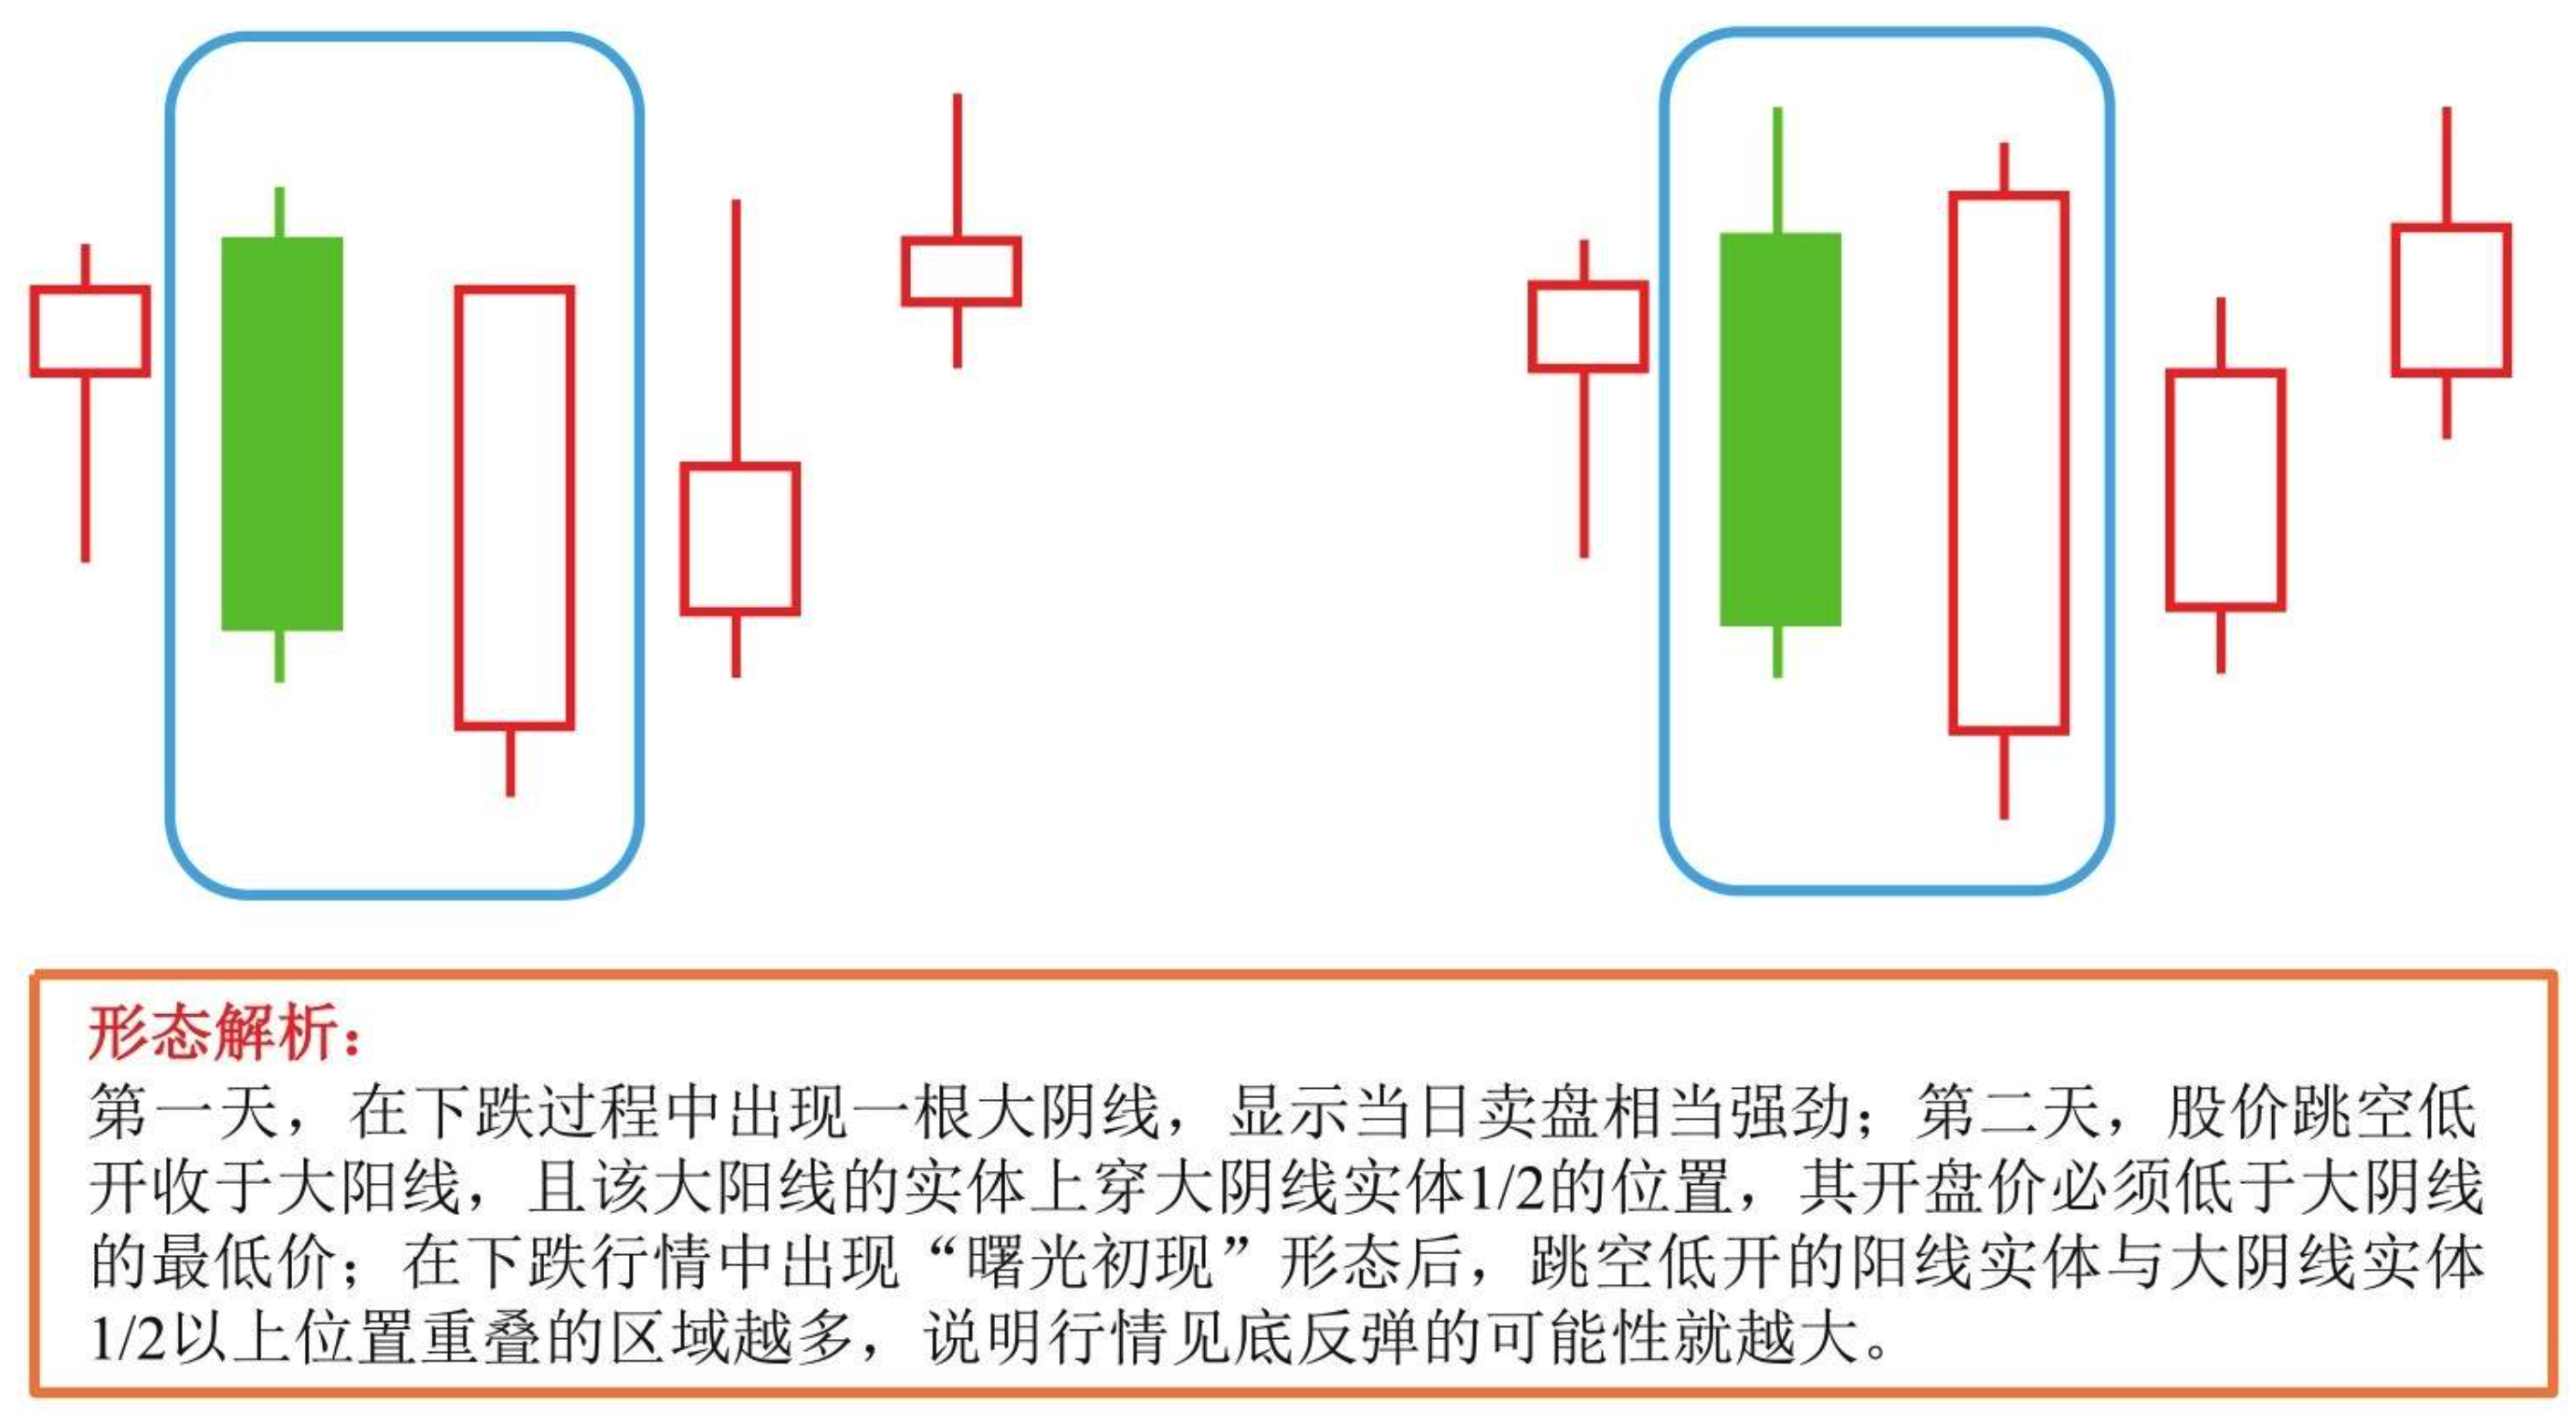 形态解析：
第一天，在下跌过程中出现一根大阴线，显示当日卖盘相当强劲；第二天，股价跳空低
开收于大阳线，且该大阳线的实体上穿大阴线实体1/2的位置，其开盘价必须低于大阴线
的最低价；在下跌行情中出现“曙光初现”形态后，跳空低开的阳线实体与大阴线实体
1/2以上位置重叠的区域越多，说明行情见底反弹的可能性就越大。